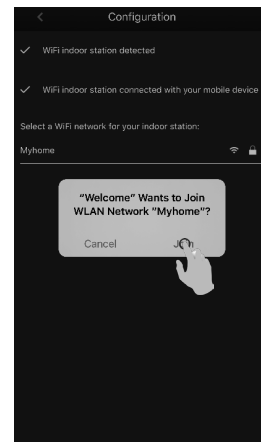 Configuration
WiFi indoor station detected
WiFi indoor station connected with your mobile device
Select a WiFi network for your indoor station:
Myhome
“Welcome” Wants to Join
WLAN Network “Myhome”?
Cancel Join